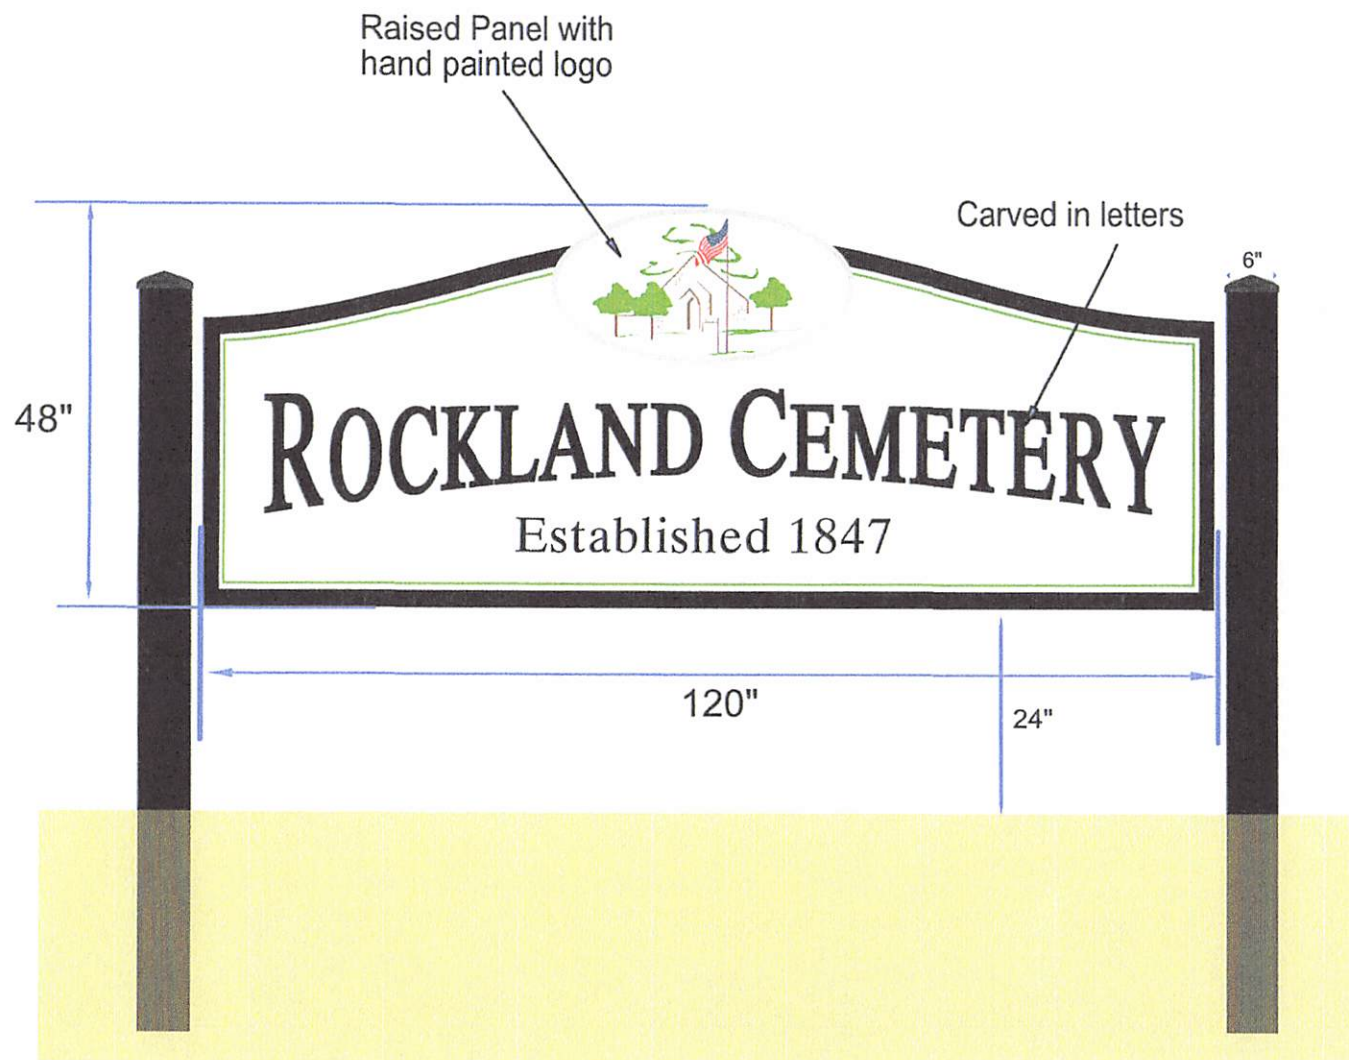 Raised Panel with
hand painted logo
Carved in letters
6"
48"
ROCKLAND CEMETERY
Established 1847
120"
24"